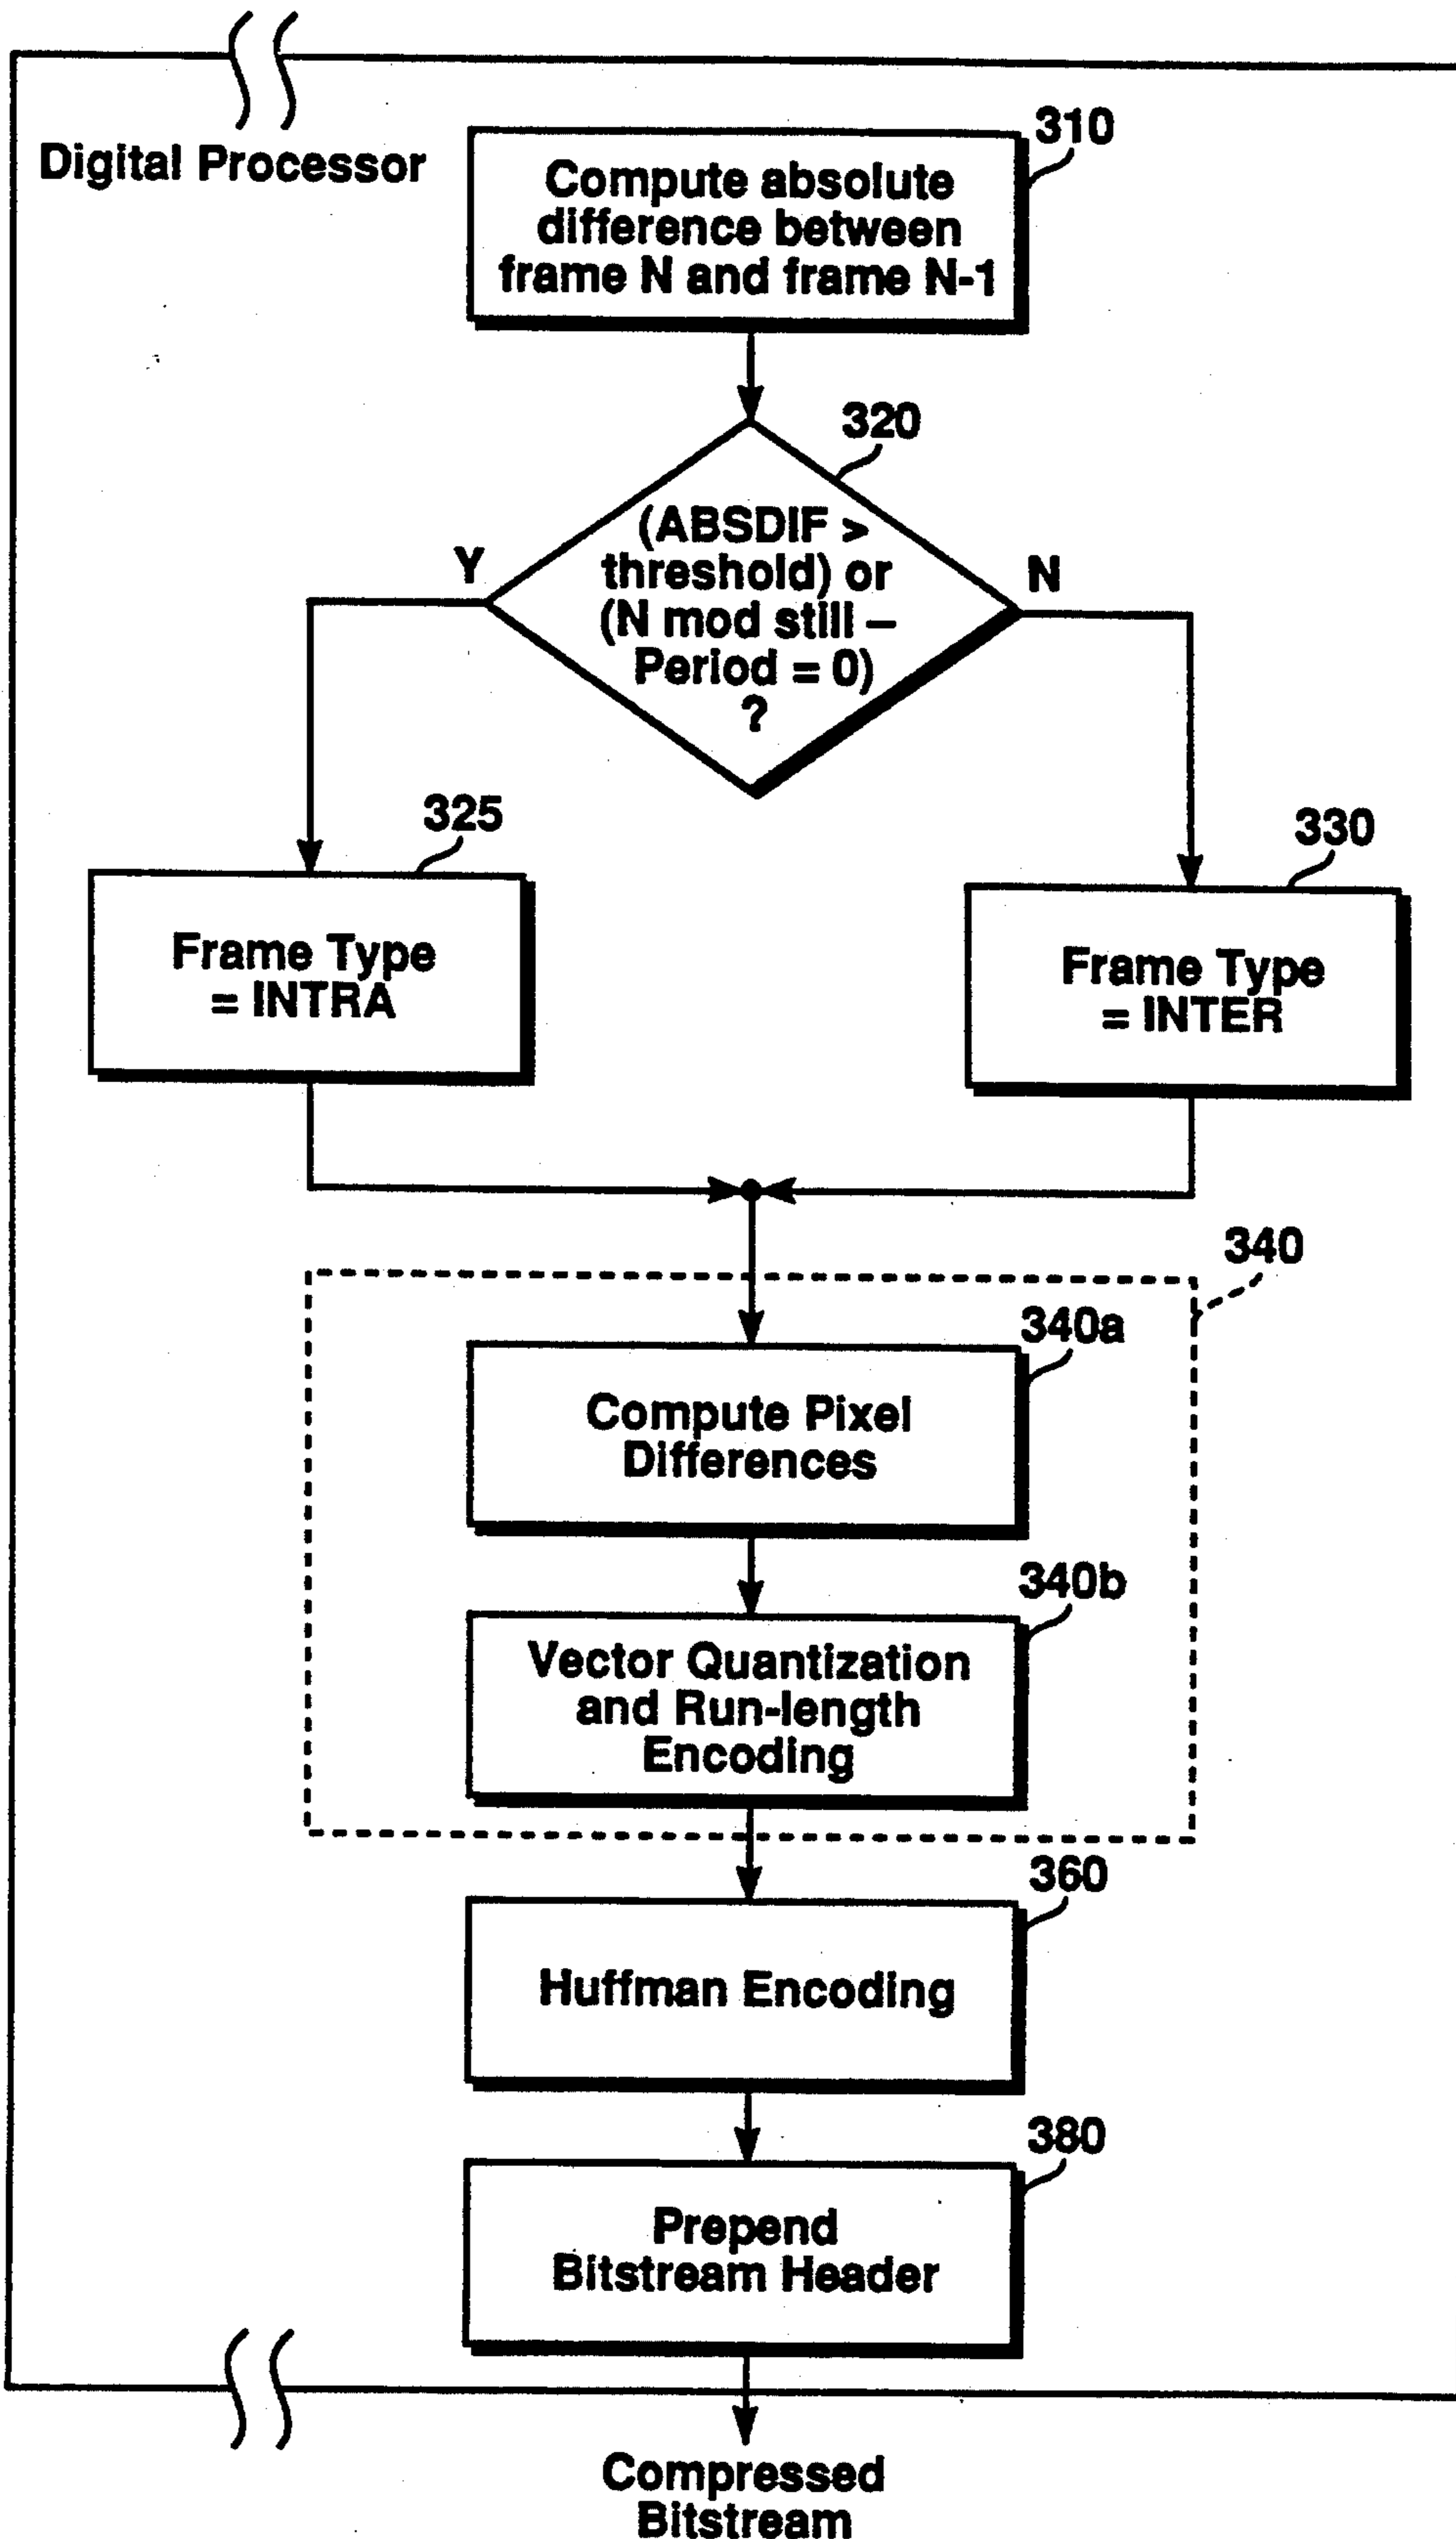 Digital Processor
310
Compute absolute
difference between
frame N and frame N-1
320
(ABSDIF >
threshold) or
(N mod still –
Period = 0)
?
Y
N
325
Frame Type
= INTRA
330
Frame Type
= INTER
340
340a
Compute Pixel
Differences
340b
Vector Quantization
and Run-length
Encoding
360
Huffman Encoding
380
Prepend
Bitstream Header
Compressed
Bitstream